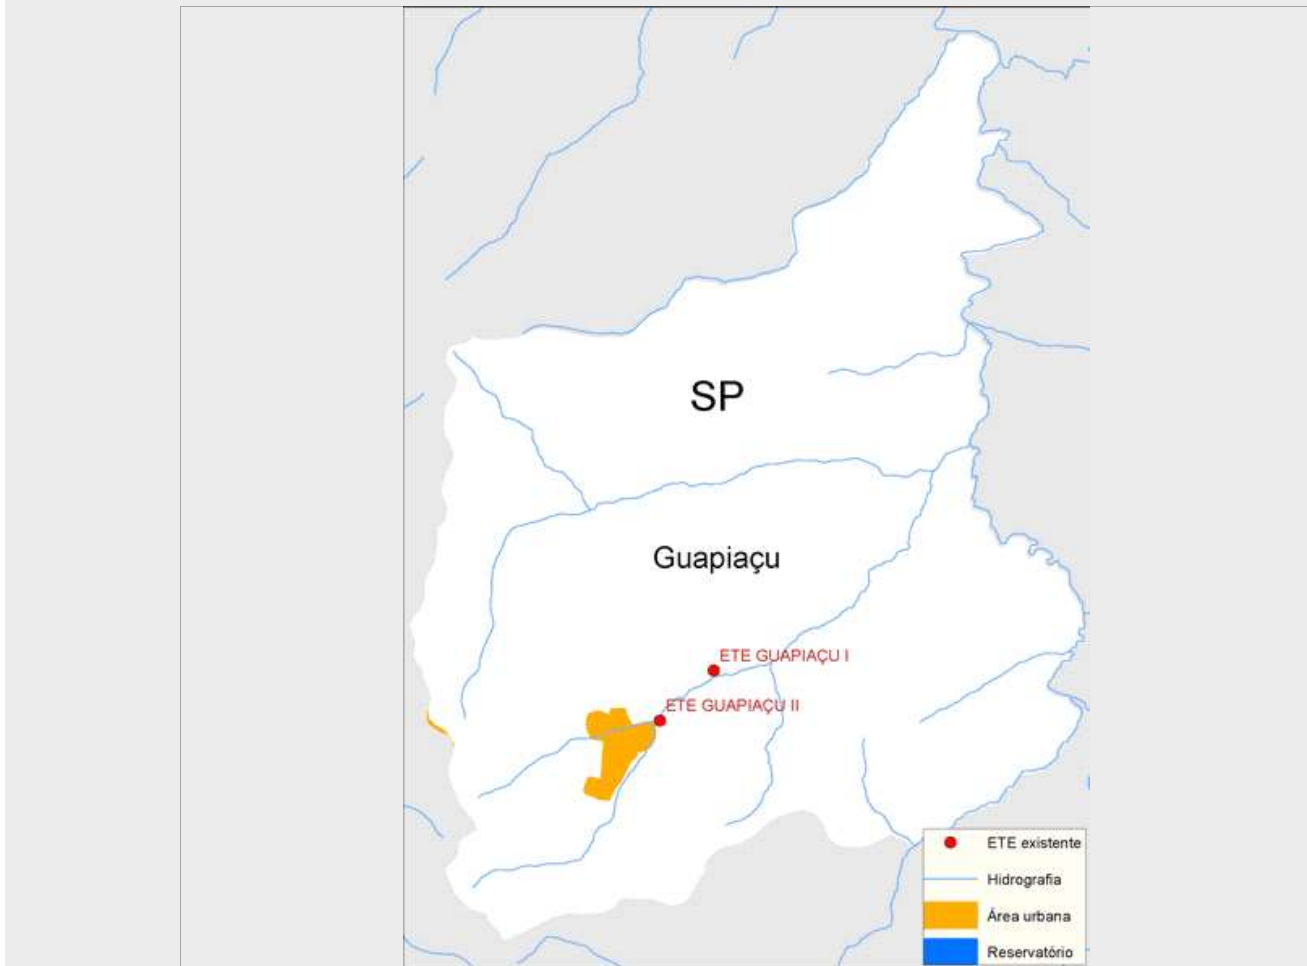 SP
Guapiaçu
ETE GUAPIAÇU I
ETE GUAPIAÇU II
ETE existente
Hidrografia
Área urbana
Reservatório